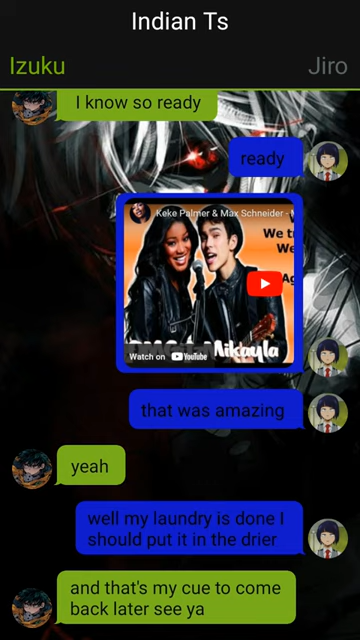 Indian Ts
Izuku
Jiro
I know so ready
ready
Keke Palmer & Max Schneider -
We
We
Mikayla
Watch on YouTube
that was amazing
yeah
well my laundry is done I
should put it in the drier
and that's my cue to come
back later see ya